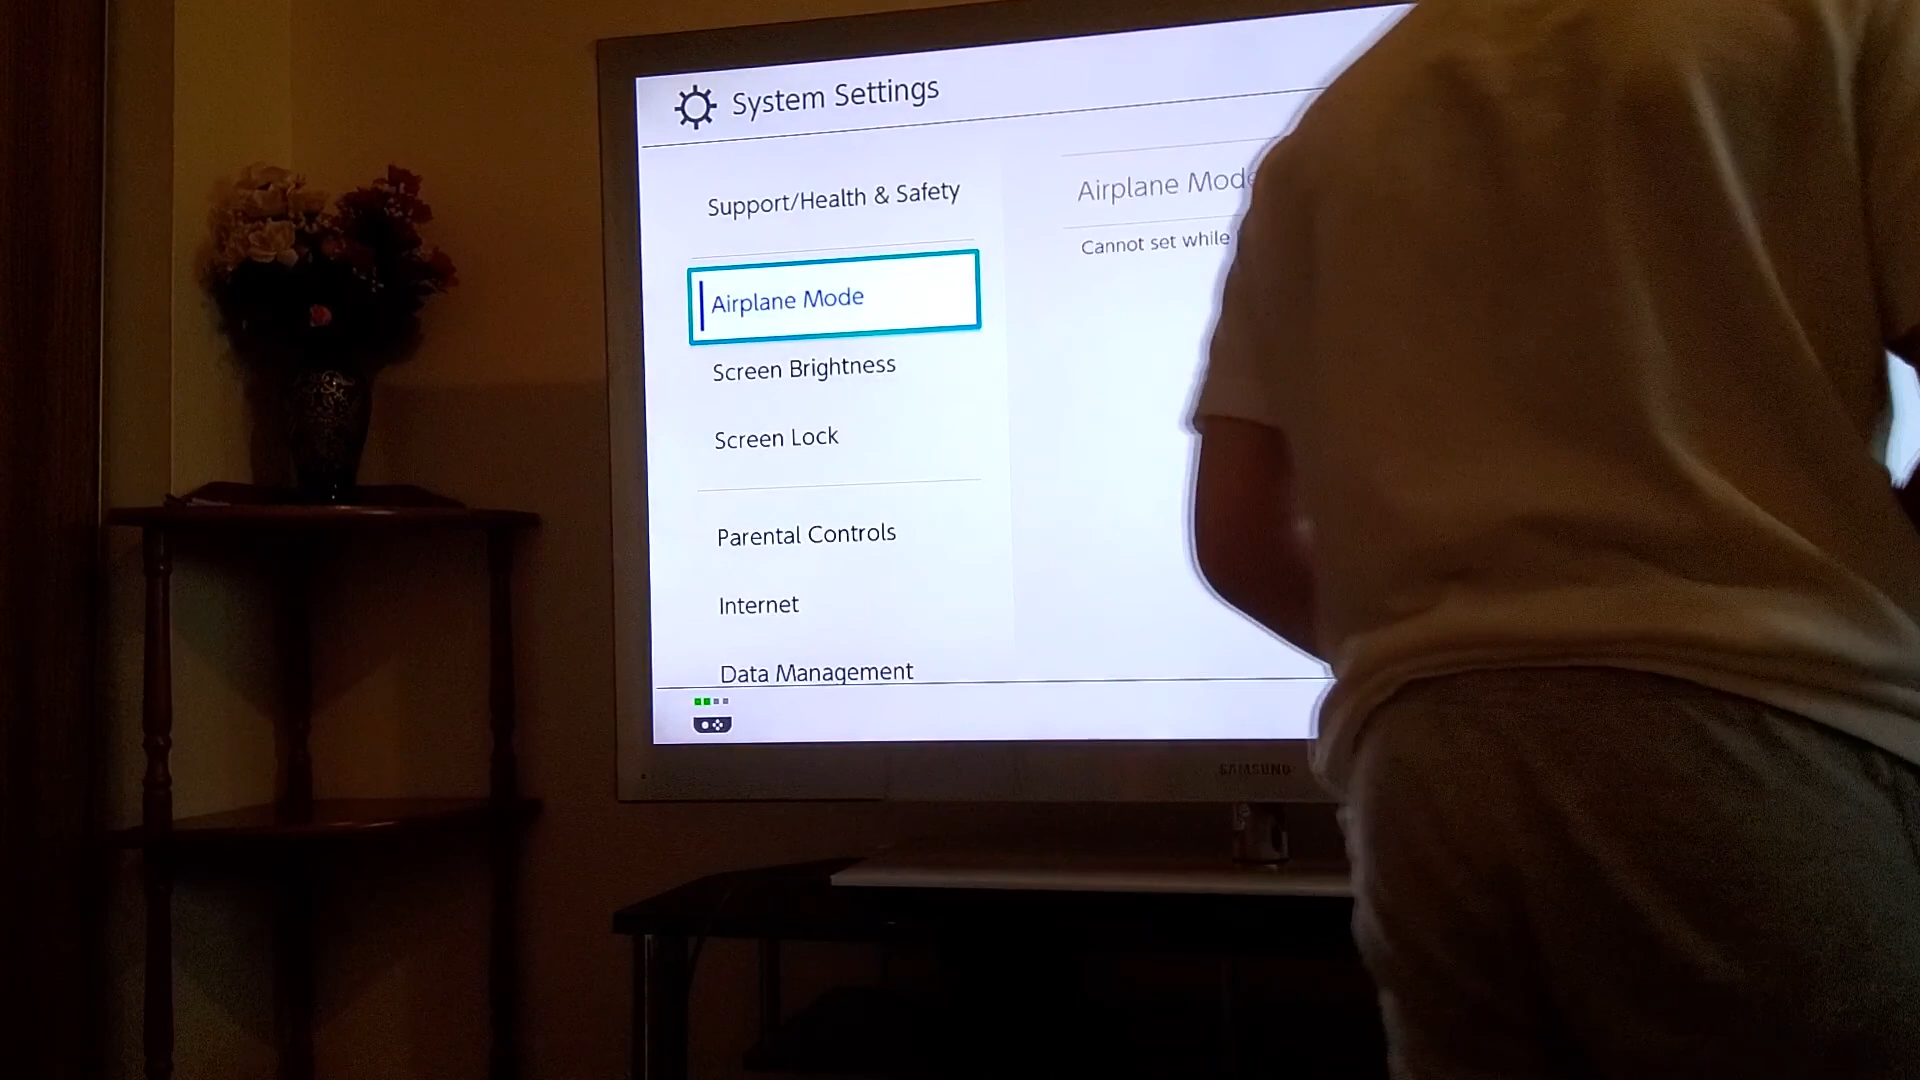 System Settings
Support/Health & Safety
Airplane Mode
Screen Brightness
Screen Lock
Parental Controls
Internet
Data Management
Airplane Mode
Cannot set while
SAMSUNG